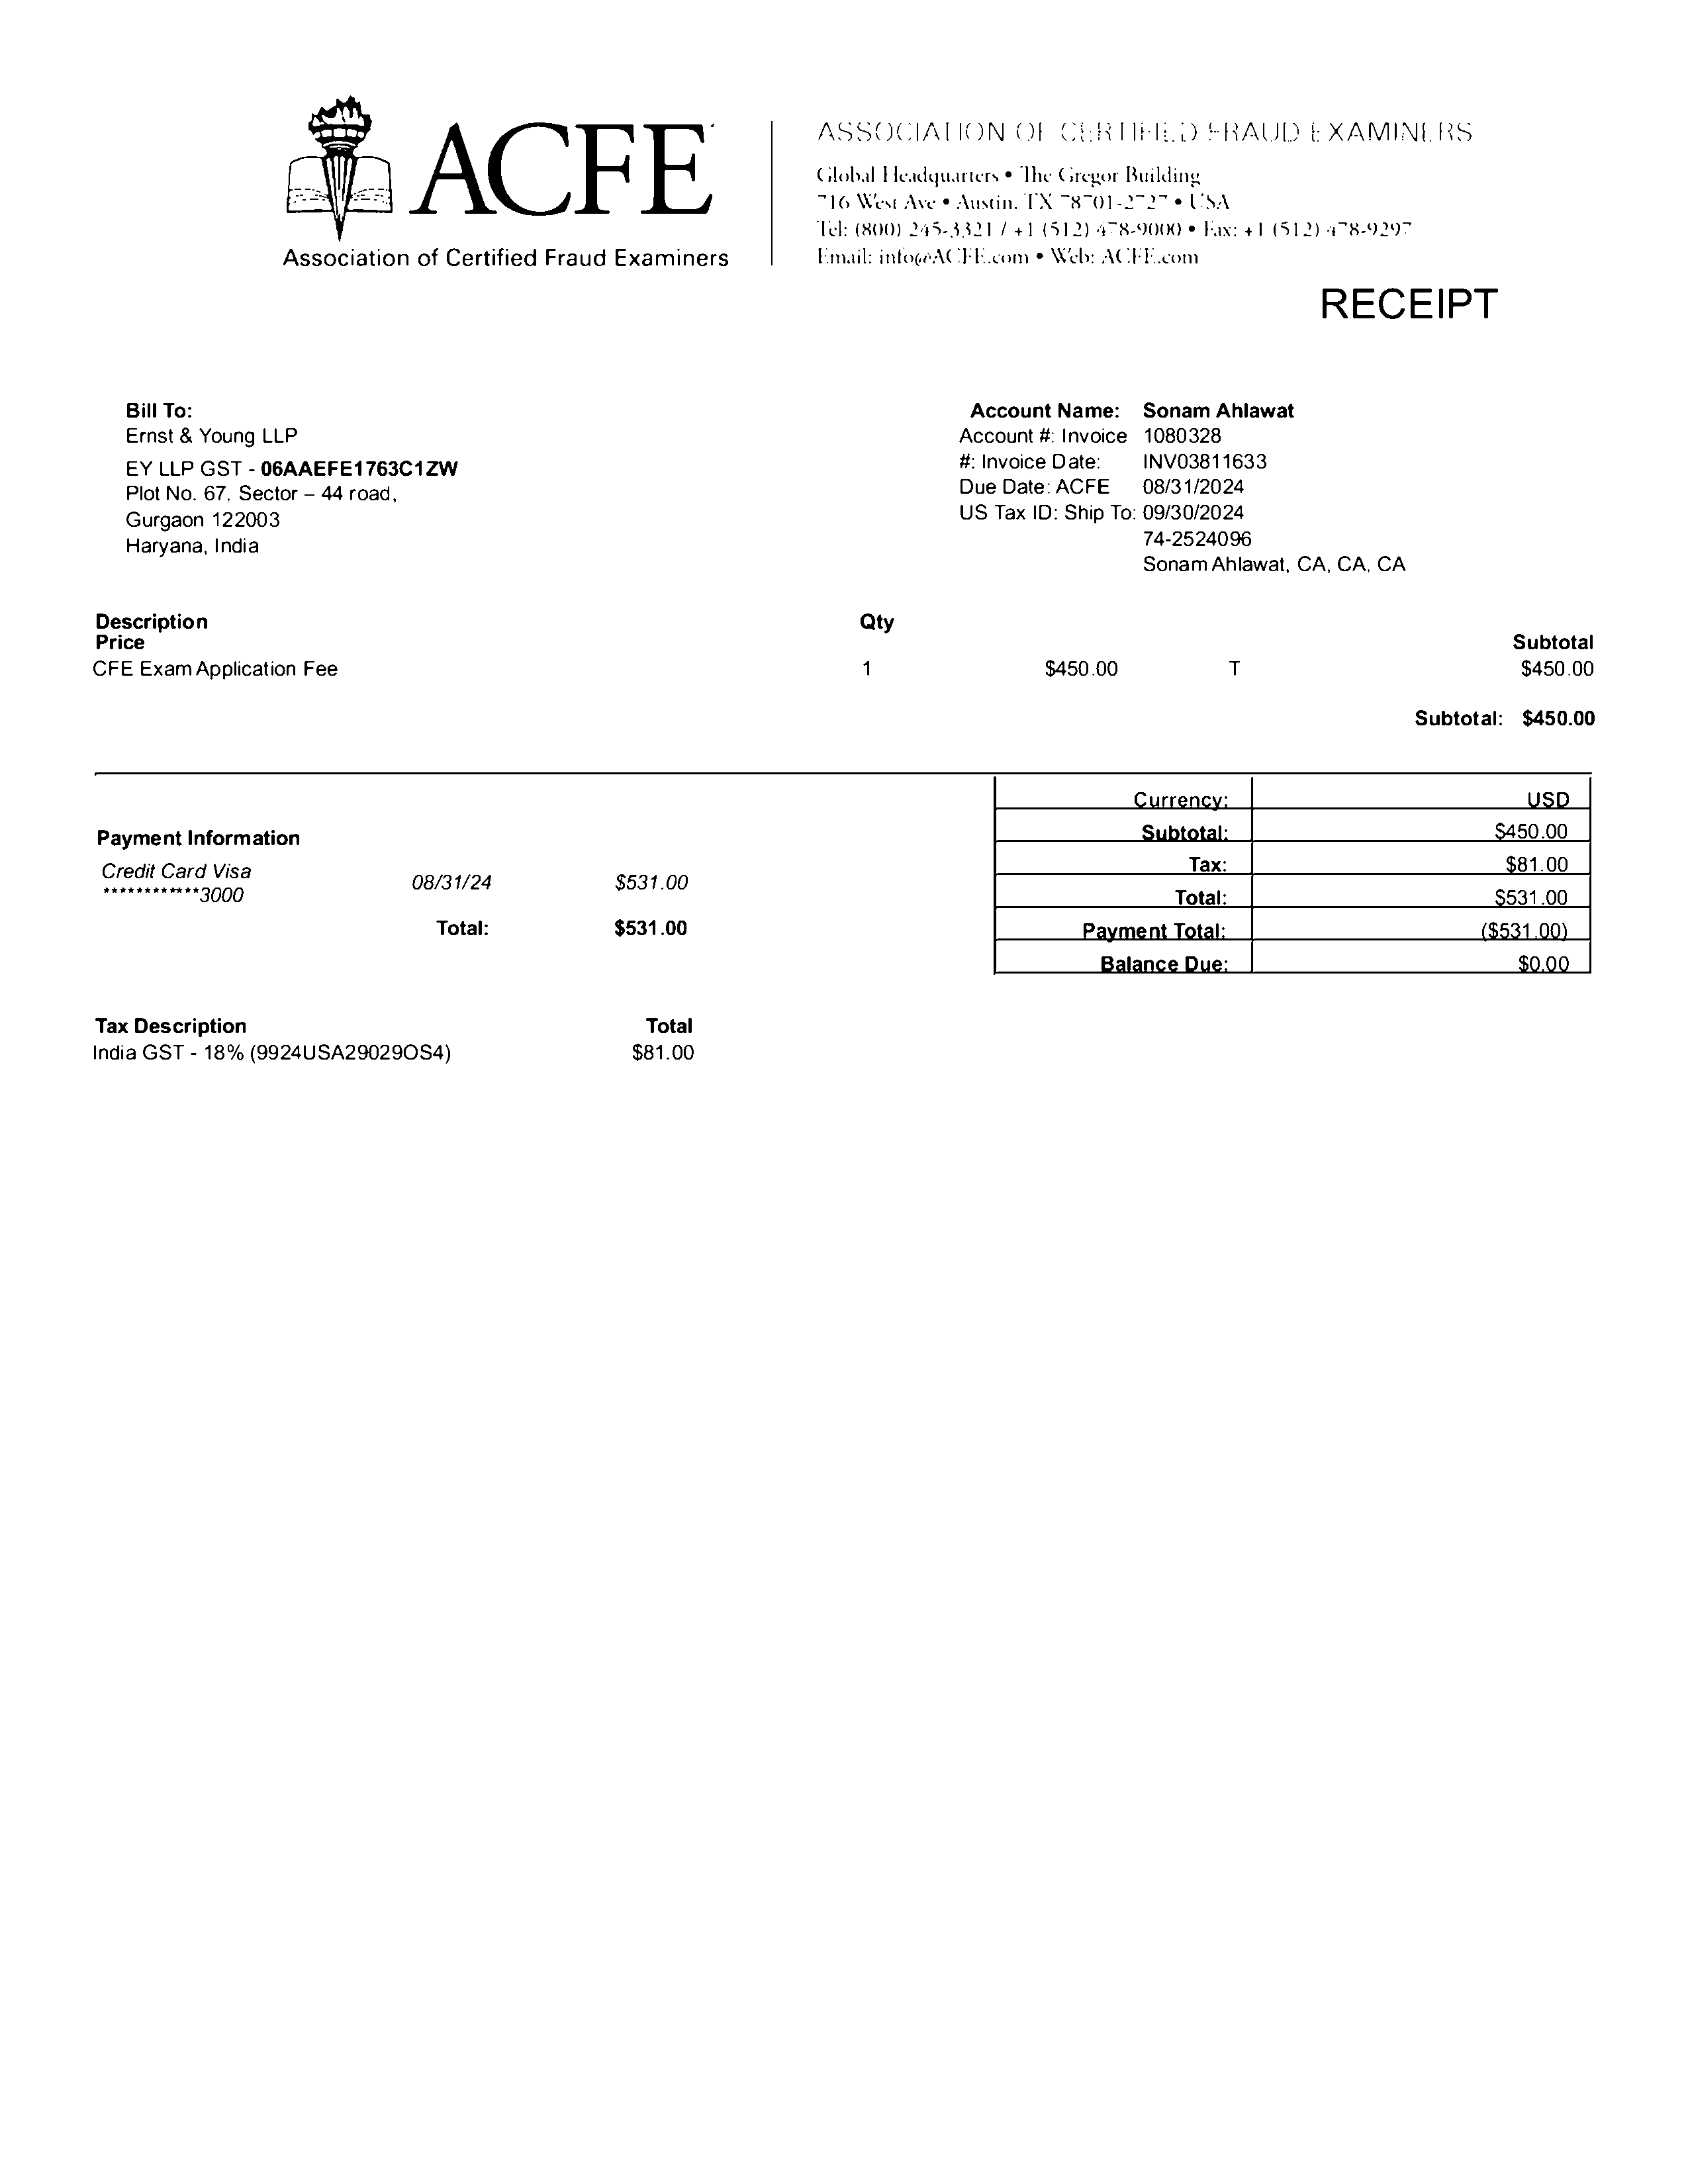 ACFE
Association of Certified Fraud Examiners
ASSOCIATION OF CERTIFIED FRAUD EXAMINERS
Global Headquarters • The Gregor Building
716 West Ave • Austin, TX 78701-2727 • USA
Tel: (800) 245-3321 / +1 (512) 478-9000 • Fax: +1 (512) 478-9297
Email: info@ACFE.com • Web: ACFE.com
RECEIPT
Bill To:
Ernst & Young LLP
EY LLP GST - 06AAEFE1763C1ZW
Plot No. 67, Sector – 44 road,
Gurgaon 122003
Haryana, India
Account Name: Sonam Ahlawat
Account #: Invoice 1080328
#: Invoice Date: INV03811633
Due Date: ACFE 08/31/2024
US Tax ID: Ship To: 09/30/2024
74-2524096
Sonam Ahlawat, CA, CA, CA
Description Qty
Price Subtotal
CFE Exam Application Fee 1 $450.00 T $450.00
Subtotal: $450.00
Currency: USD
Subtotal: $450.00
Tax: $81.00
Total: $531.00
Payment Total: ($531.00)
Balance Due: $0.00
Payment Information
Credit Card Visa
************3000 08/31/24 $531.00
Total: $531.00
Tax Description Total
India GST - 18% (9924USA29029OS4) $81.00